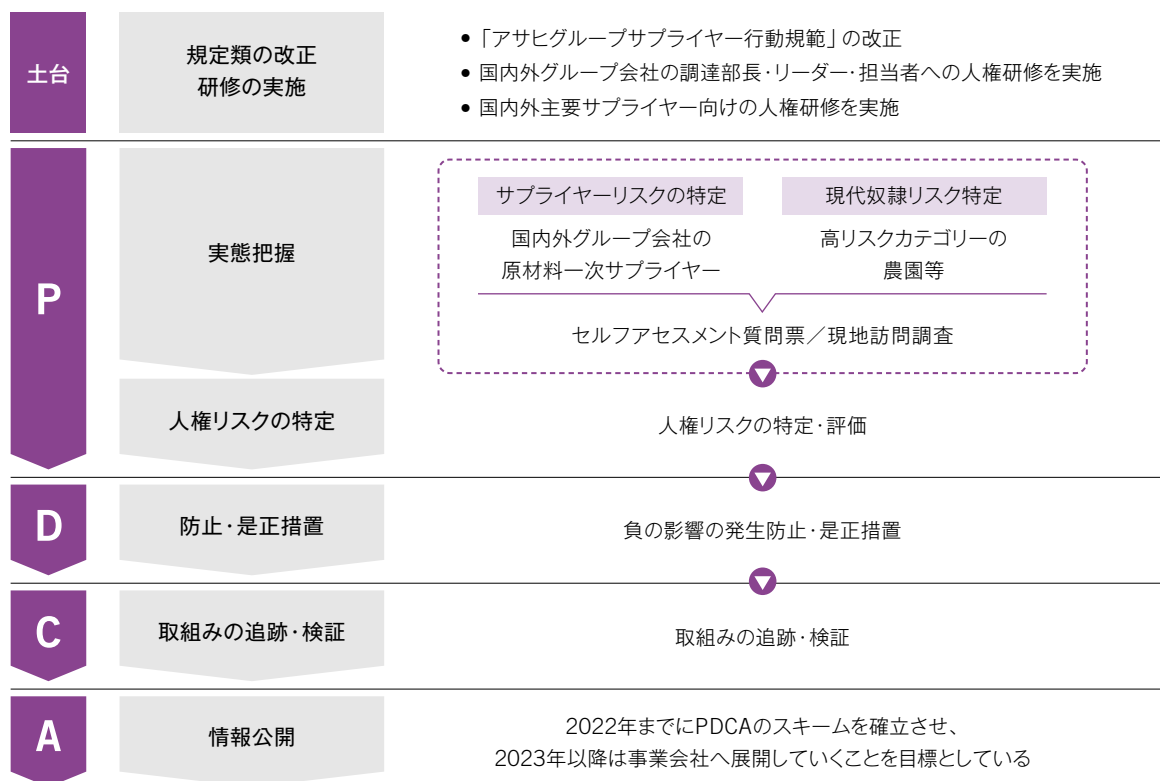 土台
規定類の改正
研修の実施
• 「アサヒグループサプライヤー行動規範」の改正
• 国内外グループ会社の調達部長・リーダー・担当者への人権研修を実施
• 国内外主要サプライヤー向けの人権研修を実施
P
実態把握
サプライヤーリスクの特定
国内外グループ会社の
原材料一次サプライヤー
現代奴隷リスク特定
高リスクカテゴリーの
農園等
セルフアセスメント質問票／現地訪問調査
人権リスクの特定
人権リスクの特定・評価
D
防止・是正措置
負の影響の発生防止・是正措置
C
取組みの追跡・検証
取組みの追跡・検証
A
情報公開
2022年までにPDCAのスキームを確立させ、
2023年以降は事業会社へ展開していくことを目標としている